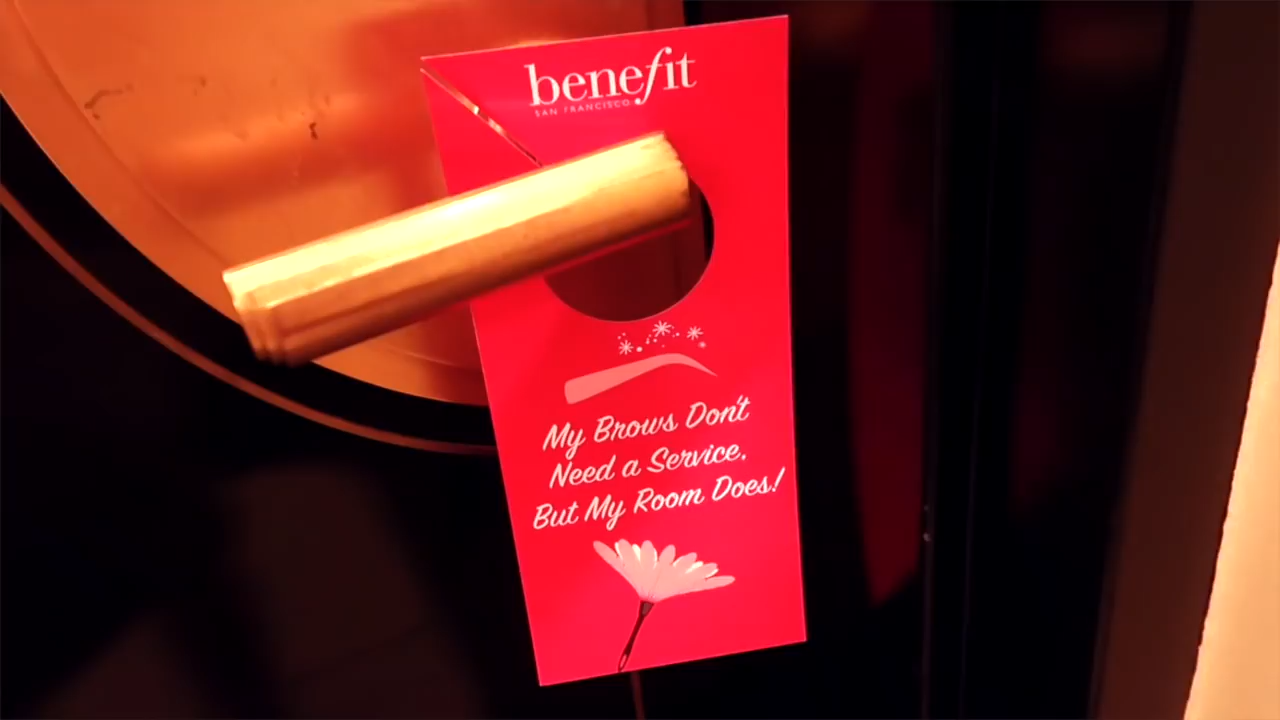 benefit
SAN FRANCISCO
My Brows Don't
Need a Service.
But My Room Does!